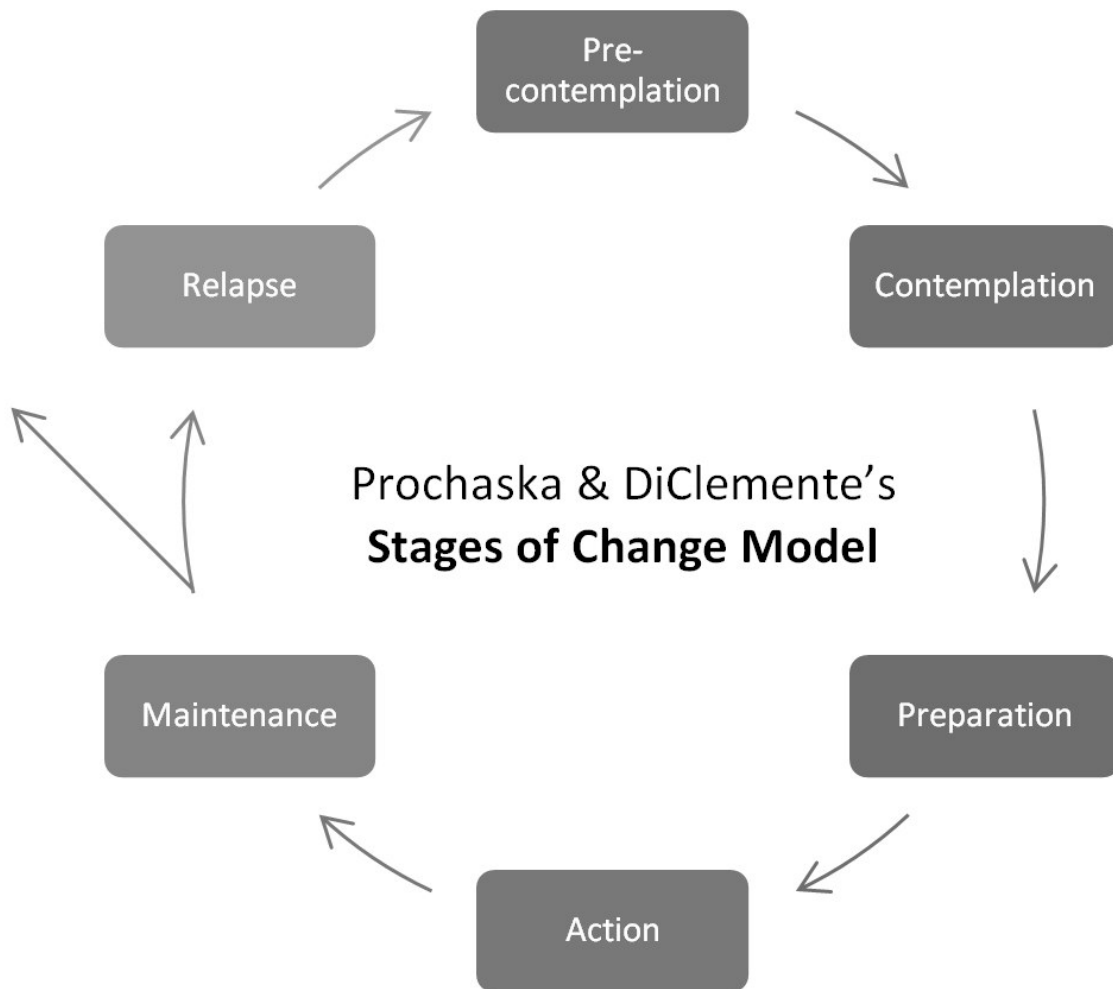 Pre-
contemplation
Contemplation
Preparation
Action
Maintenance
Relapse
Prochaska & DiClemente’s
Stages of Change Model